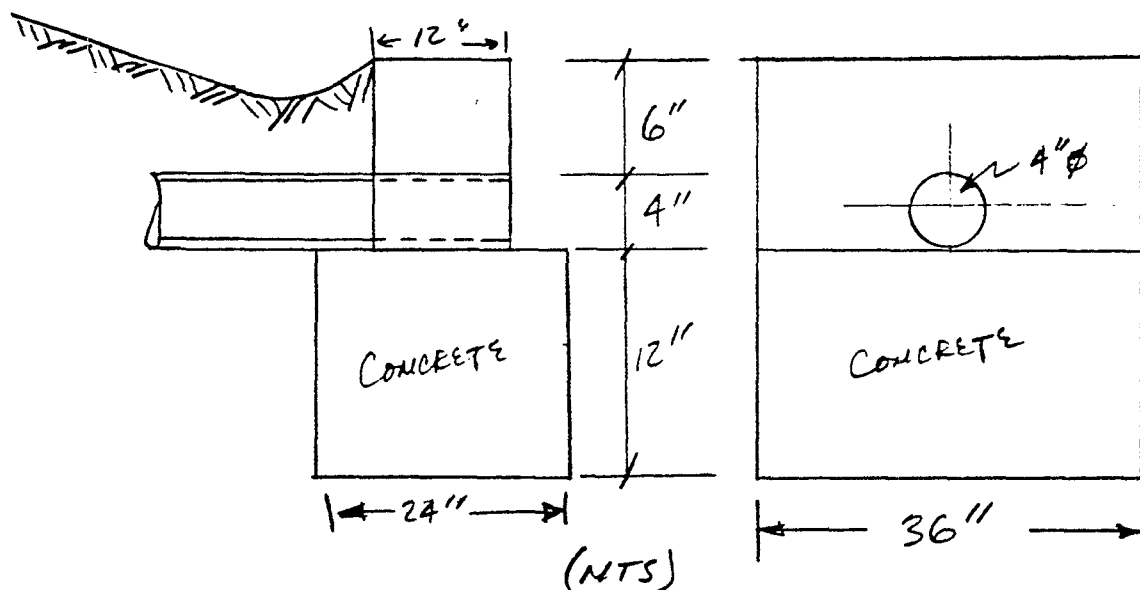 12"
6"
4"
4"ø
12"
CONCRETE
CONCRETE
24"
36"
(NTS)